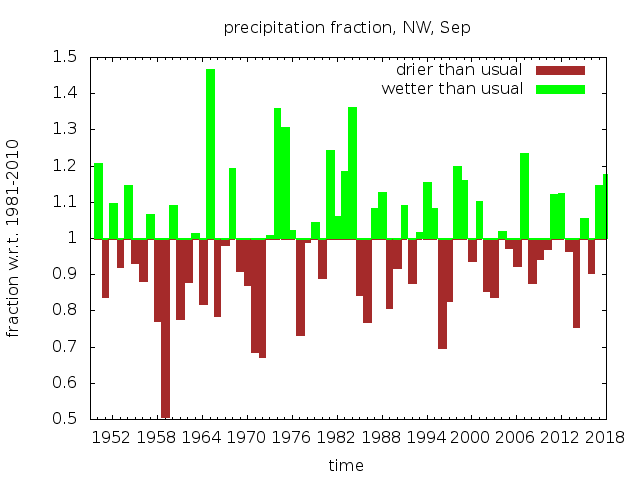 precipitation fraction, NW, Sep
drier than usual
wetter than usual
fraction w.r.t. 1981-2010
1.5
1.4
1.3
1.2
1.1
1
0.9
0.8
0.7
0.6
0.5
1952 1958 1964 1970 1976 1982 1988 1994 2000 2006 2012 2018
time